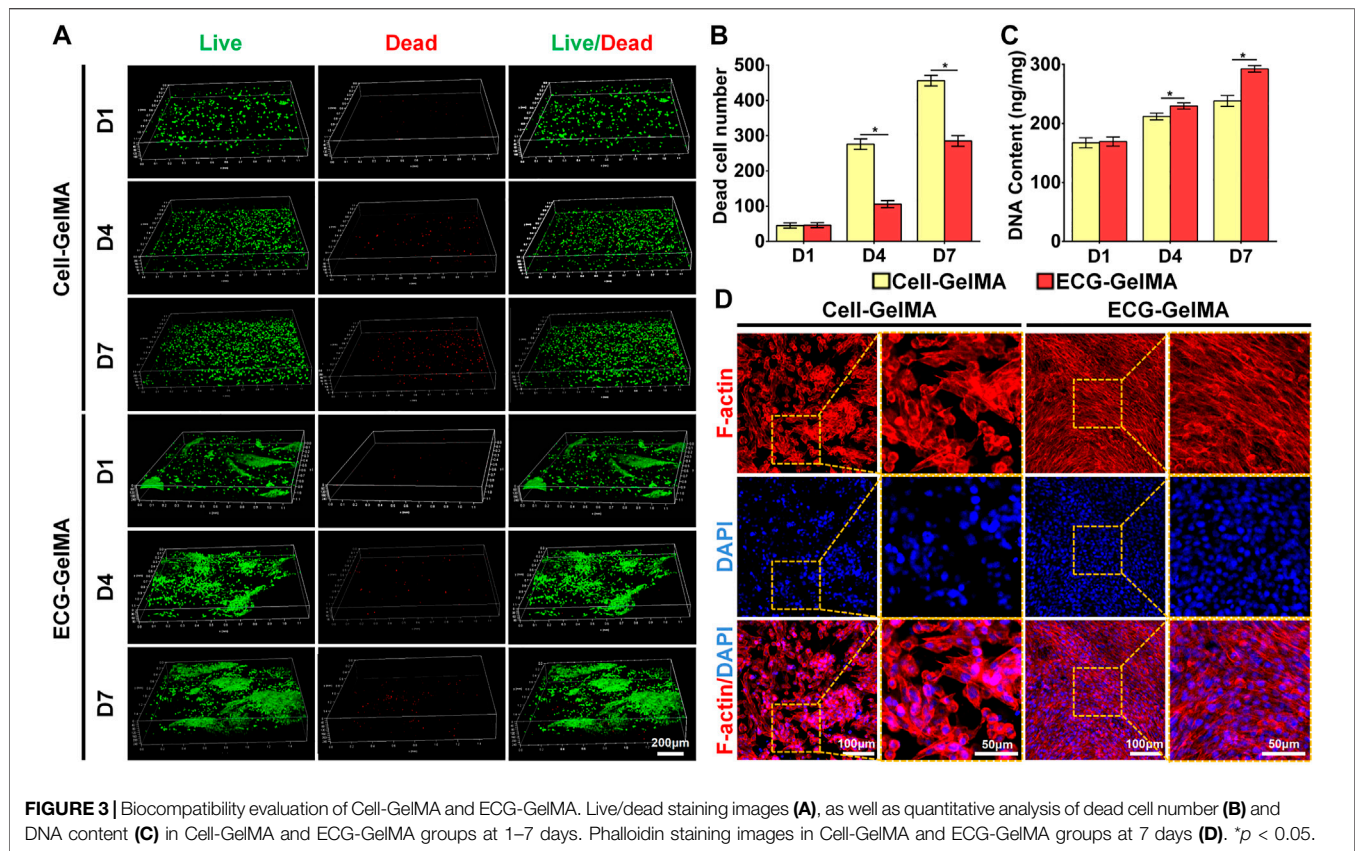 A
Live
Dead
Live/Dead
Cell-GelMA
D1
D4
D7
ECG-GelMA
D1
D4
D7
200μm
B
Dead cell number
500
400
300
200
100
0
D1
D4
D7
*
*
C
DNA Content (ng/mg)
300
200
100
0
D1
D4
D7
*
*
Cell-GelMA
ECG-GelMA
D
Cell-GelMA
ECG-GelMA
F-actin
DAPI
F-actin/DAPI
100μm
50μm
100μm
50μm
FIGURE 3 | Biocompatibility evaluation of Cell-GelMA and ECG-GelMA. Live/dead staining images (A), as well as quantitative analysis of dead cell number (B) and
DNA content (C) in Cell-GelMA and ECG-GelMA groups at 1–7 days. Phalloidin staining images in Cell-GelMA and ECG-GelMA groups at 7 days (D). *p < 0.05.